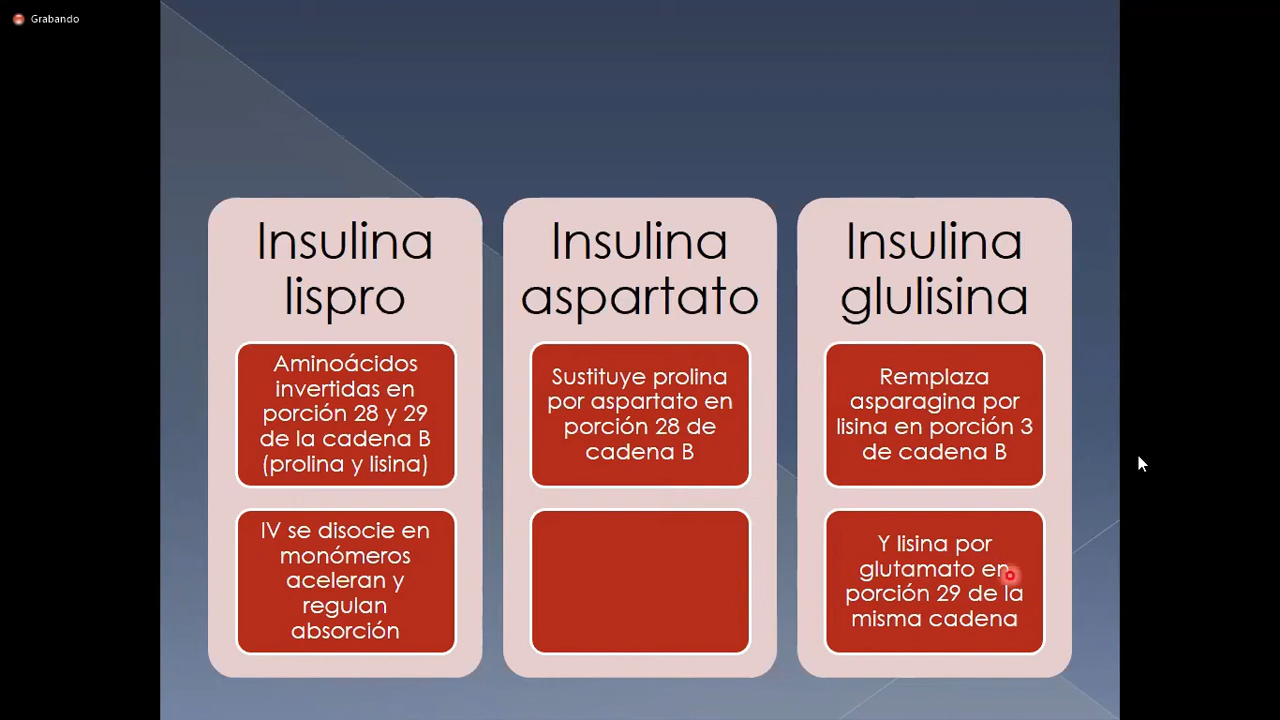 Grabando
Insulina
lispro
Aminoácidos
invertidas en
porción 28 y 29
de la cadena B
(prolina y lisina)
IV se disocie en
monómeros
aceleran y
regulan
absorción
Insulina
aspartato
Sustituye prolina
por aspartato en
porción 28 de
cadena B
Insulina
glulisina
Remplaza
asparagina por
lisina en porción 3
de cadena B
Y lisina por
glutamato en
porción 29 de la
misma cadena